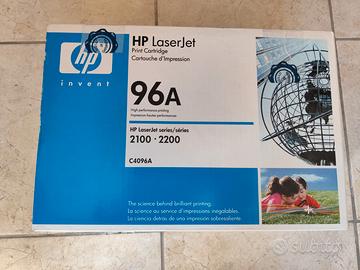 HP LaserJet
Print Cartridge
Cartouche d'Impression
hp
invent
96A
High performance printing
Impression hautes performances
HP LaserJet series/séries
2100 · 2200
C4096A
The science behind brilliant printing.
La science au service d'impressions inégalables.
La ciencia detrás de una impresión sobresaliente.
SUbito